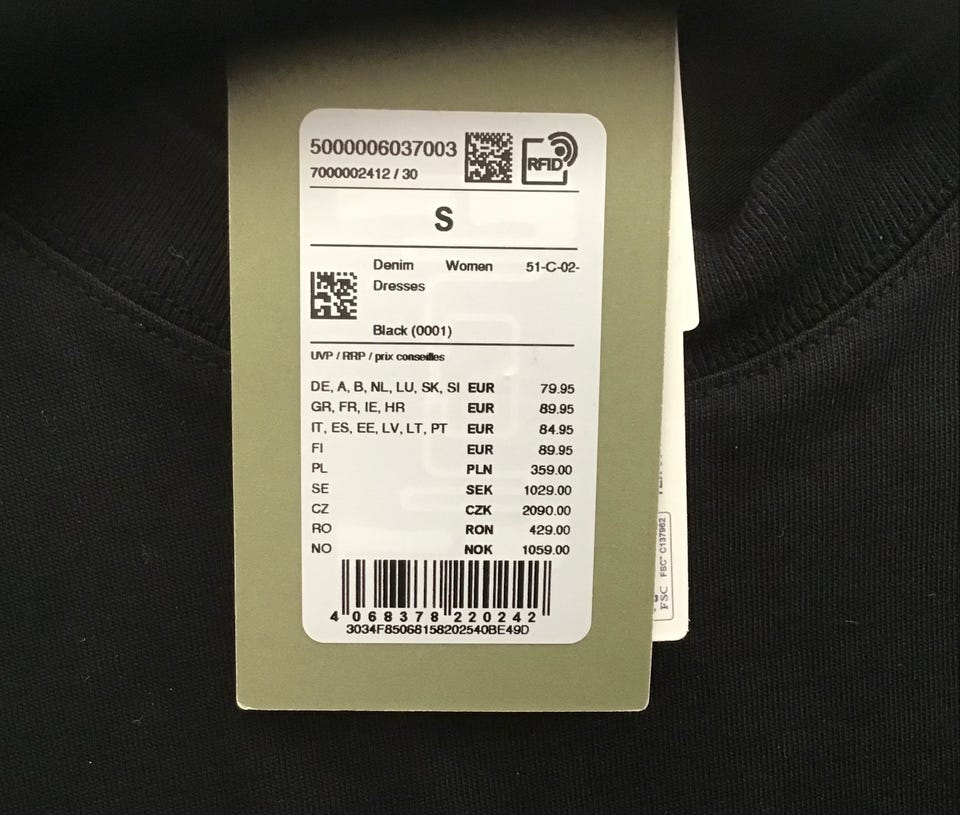 5000006037003
7000002412 / 30
RFID
S
Denim Women 51-C-02-
Dresses
Black (0001)
UVP / RRP / prix conseilles
DE, A, B, NL, LU, SK, SI EUR 79.95
GR, FR, IE, HR EUR 89.95
IT, ES, EE, LV, LT, PT EUR 84.95
FI EUR 89.95
PL PLN 359.00
SE SEK 1029.00
CZ CZK 2090.00
RO RON 429.00
NO NOK 1059.00
4 068378 220242
3034F85068158202540BE49D
FSC FSC® C137962